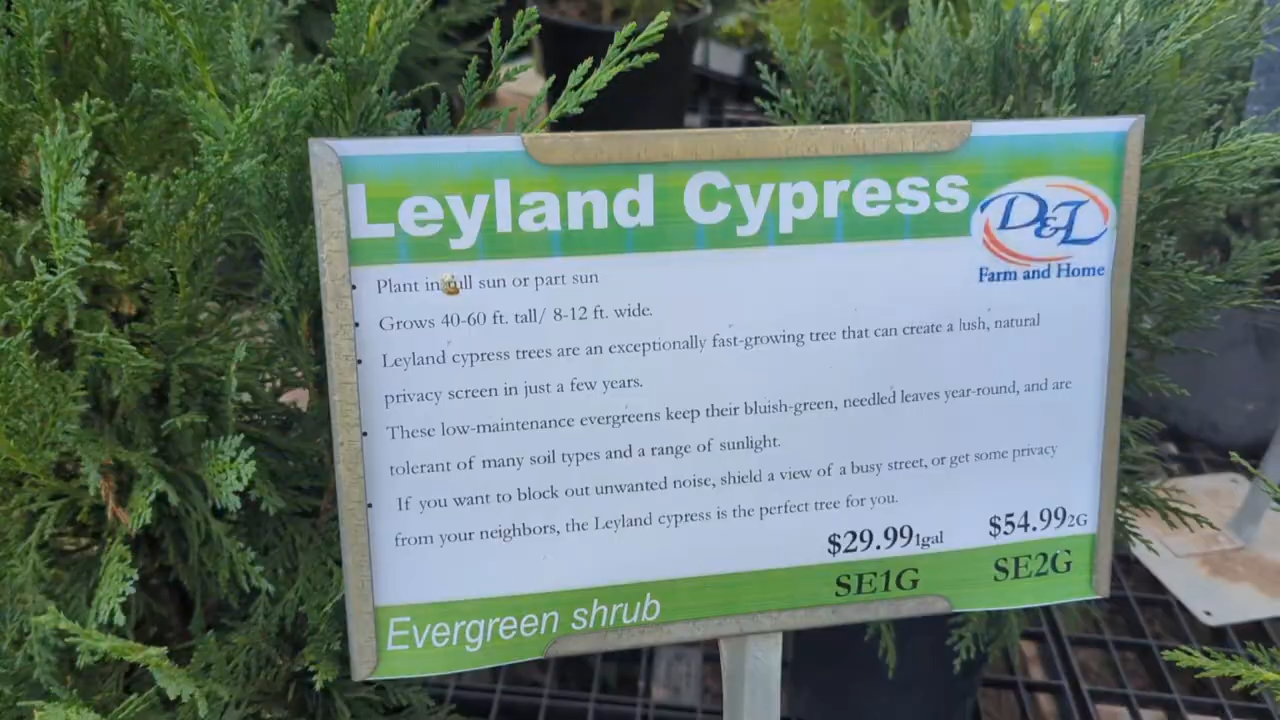 Leyland Cypress
D&L
Farm and Home
• Plant in full sun or part sun
• Grows 40-60 ft. tall/ 8-12 ft. wide.
• Leyland cypress trees are an exceptionally fast-growing tree that can create a lush, natural
privacy screen in just a few years.
• These low-maintenance evergreens keep their bluish-green, needled leaves year-round, and are
tolerant of many soil types and a range of sunlight.
• If you want to block out unwanted noise, shield a view of a busy street, or get some privacy
from your neighbors, the Leyland cypress is the perfect tree for you.
$29.991gal $54.992G
SE1G SE2G
Evergreen shrub